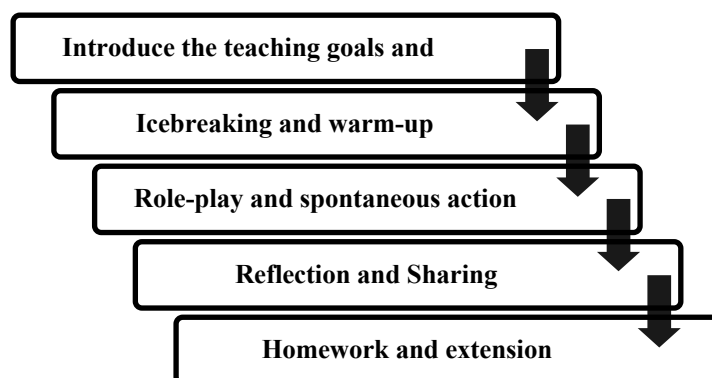 Introduce the teaching goals and
Icebreaking and warm-up
Role-play and spontaneous action
Reflection and Sharing
Homework and extension